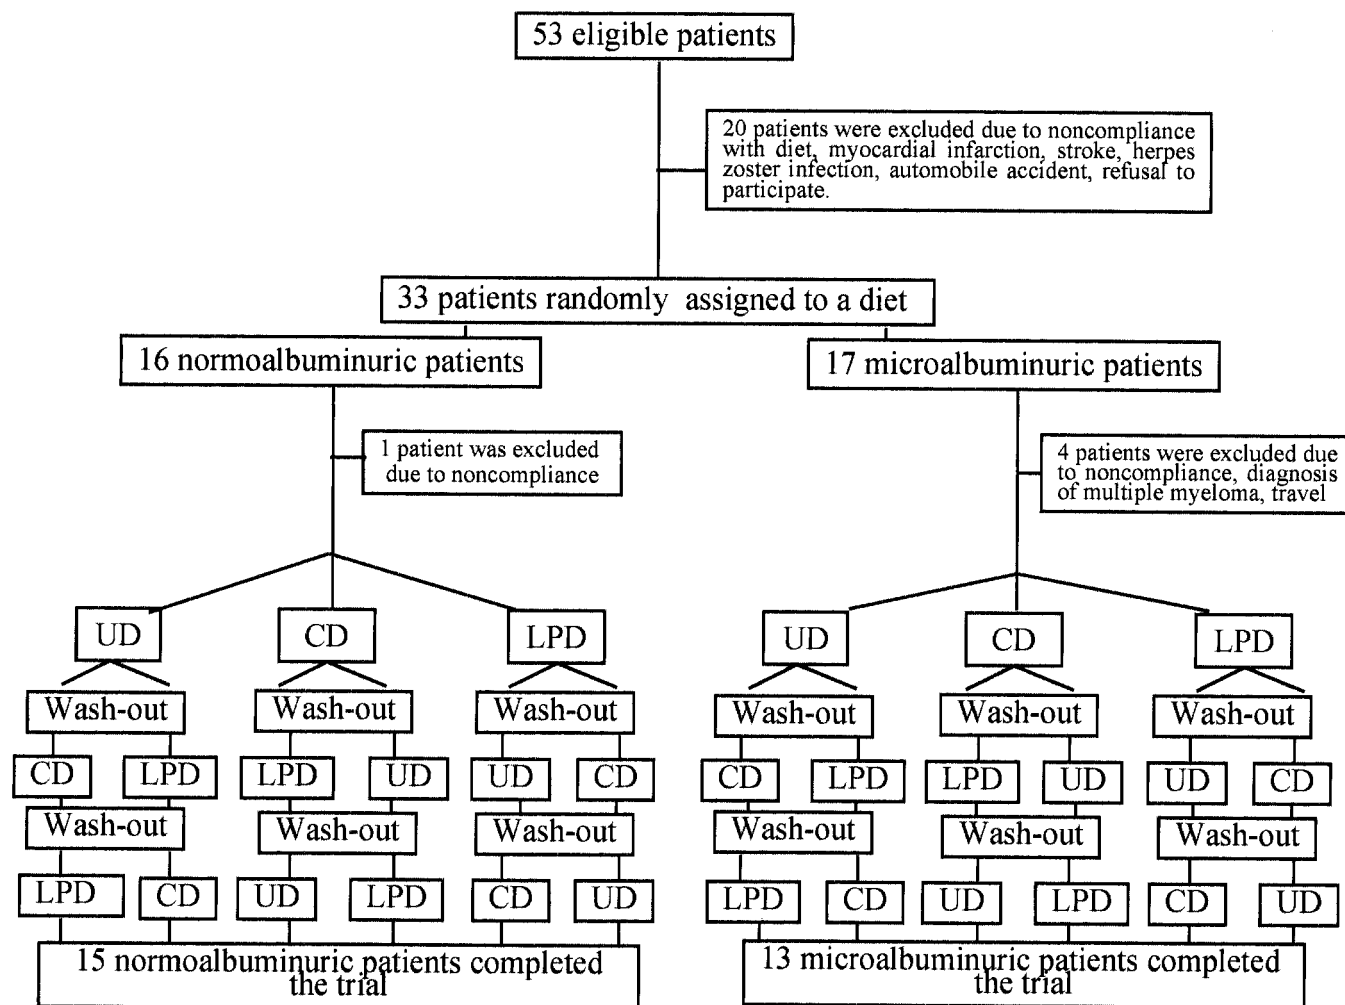 53 eligible patients
20 patients were excluded due to noncompliance
with diet, myocardial infarction, stroke, herpes
zoster infection, automobile accident, refusal to
participate.
33 patients randomly assigned to a diet
16 normoalbuminuric patients
17 microalbuminuric patients
1 patient was excluded
due to noncompliance
4 patients were excluded due
to noncompliance, diagnosis
of multiple myeloma, travel
UD CD LPD UD CD LPD
Wash-out Wash-out Wash-out Wash-out Wash-out Wash-out
CD LPD LPD UD UD CD CD LPD LPD UD UD CD
Wash-out Wash-out Wash-out Wash-out Wash-out Wash-out
LPD CD UD LPD CD UD LPD CD UD LPD CD UD
15 normoalbuminuric patients completed
the trial
13 microalbuminuric patients completed
the trial